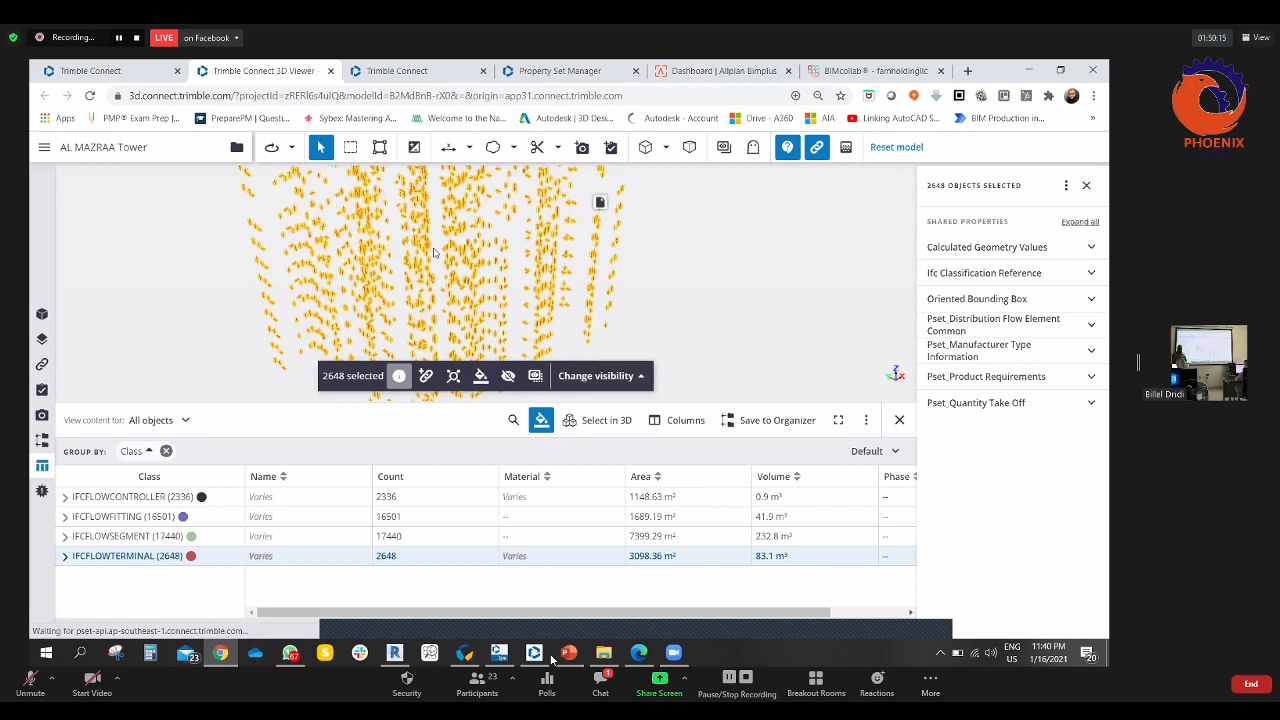 Recording...
LIVE
on Facebook
01:50:15
View
Trimble Connect
Trimble Connect 3D Viewer
Trimble Connect
Property Set Manager
Dashboard | Allplan Bimplus
BIMcollab® - famholdingllc
3d.connect.trimble.com/?projectId=zRERl6s4uIQ&modelId=B2MdBnB-rX0&=&origin=app31.connect.trimble.com
Apps
PMP® Exam Prep |...
PreparePM | Questi...
Sybex: Mastering A...
Welcome to the Na...
Autodesk | 3D Desi...
Autodesk - Account
Drive - A360
AIA
Linking AutoCAD S...
BIM Production in...
»
AL MAZRAA Tower
Reset model
PHOENIX
2648 OBJECTS SELECTED
SHARED PROPERTIES
Expand all
Calculated Geometry Values
Ifc Classification Reference
Oriented Bounding Box
Pset_Distribution Flow Element
Common
Pset_Manufacturer Type
Information
Pset_Product Requirements
Pset_Quantity Take Off
Z
X
2648 selected
Change visibility
Billel Dridi
View content for: All objects
Select in 3D
Columns
Save to Organizer
GROUP BY: Class
Default
Class Name Count Material Area Volume Phase
IFCFLOWCONTROLLER (2336) Varies 2336 Varies 1148.63 m² 0.9 m³ --
IFCFLOWFITTING (16501) Varies 16501 -- 1689.19 m² 41.9 m³ --
IFCFLOWSEGMENT (17440) Varies 17440 -- 7399.29 m² 232.8 m³ --
IFCFLOWTERMINAL (2648) Varies 2648 Varies 3098.36 m² 83.1 m³ --
Waiting for pset-api.ap-southeast-1.connect.trimble.com...
23
67
ENG
US
11:40 PM
1/16/2021
20
Unmute
Start Video
Security
Participants
23
Polls
Chat
1
Share Screen
Pause/Stop Recording
Breakout Rooms
Reactions
More
End